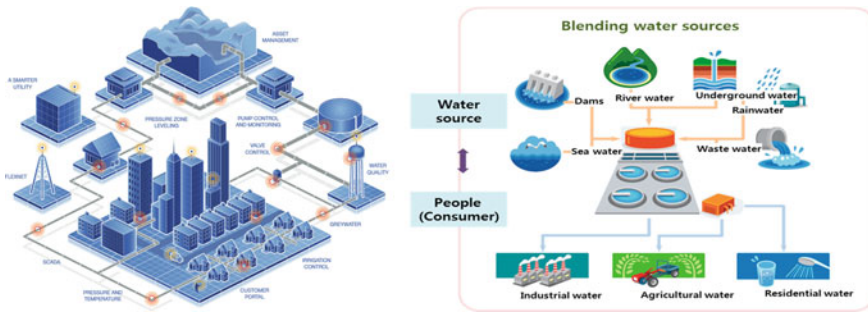 ASSET
MANAGEMENT
A SMARTER
UTILITY
PRESSURE ZONE
LEVELING
PUMP CONTROL
AND MONITORING
VALVE
CONTROL
FLEXNET
WATER
QUALITY
GREYWATER
SCADA
IRRIGATION
CONTROL
PRESSURE AND
TEMPERATURE
CUSTOMER
PORTAL
Blending water sources
Water
source
People
(Consumer)
Dams
River water
Underground water
Rainwater
Sea water
Waste water
Industrial water
Agricultural water
Residential water